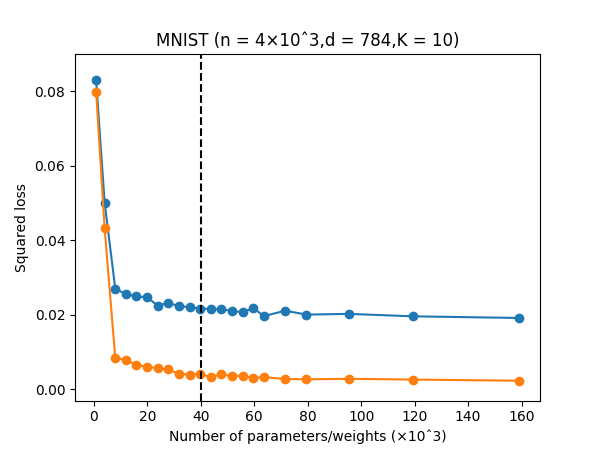 MNIST (n = 4×10ˆ3,d = 784,K = 10)
0.08
0.06
0.04
0.02
0.00
Squared loss
0 20 40 60 80 100 120 140 160
Number of parameters/weights (×10ˆ3)